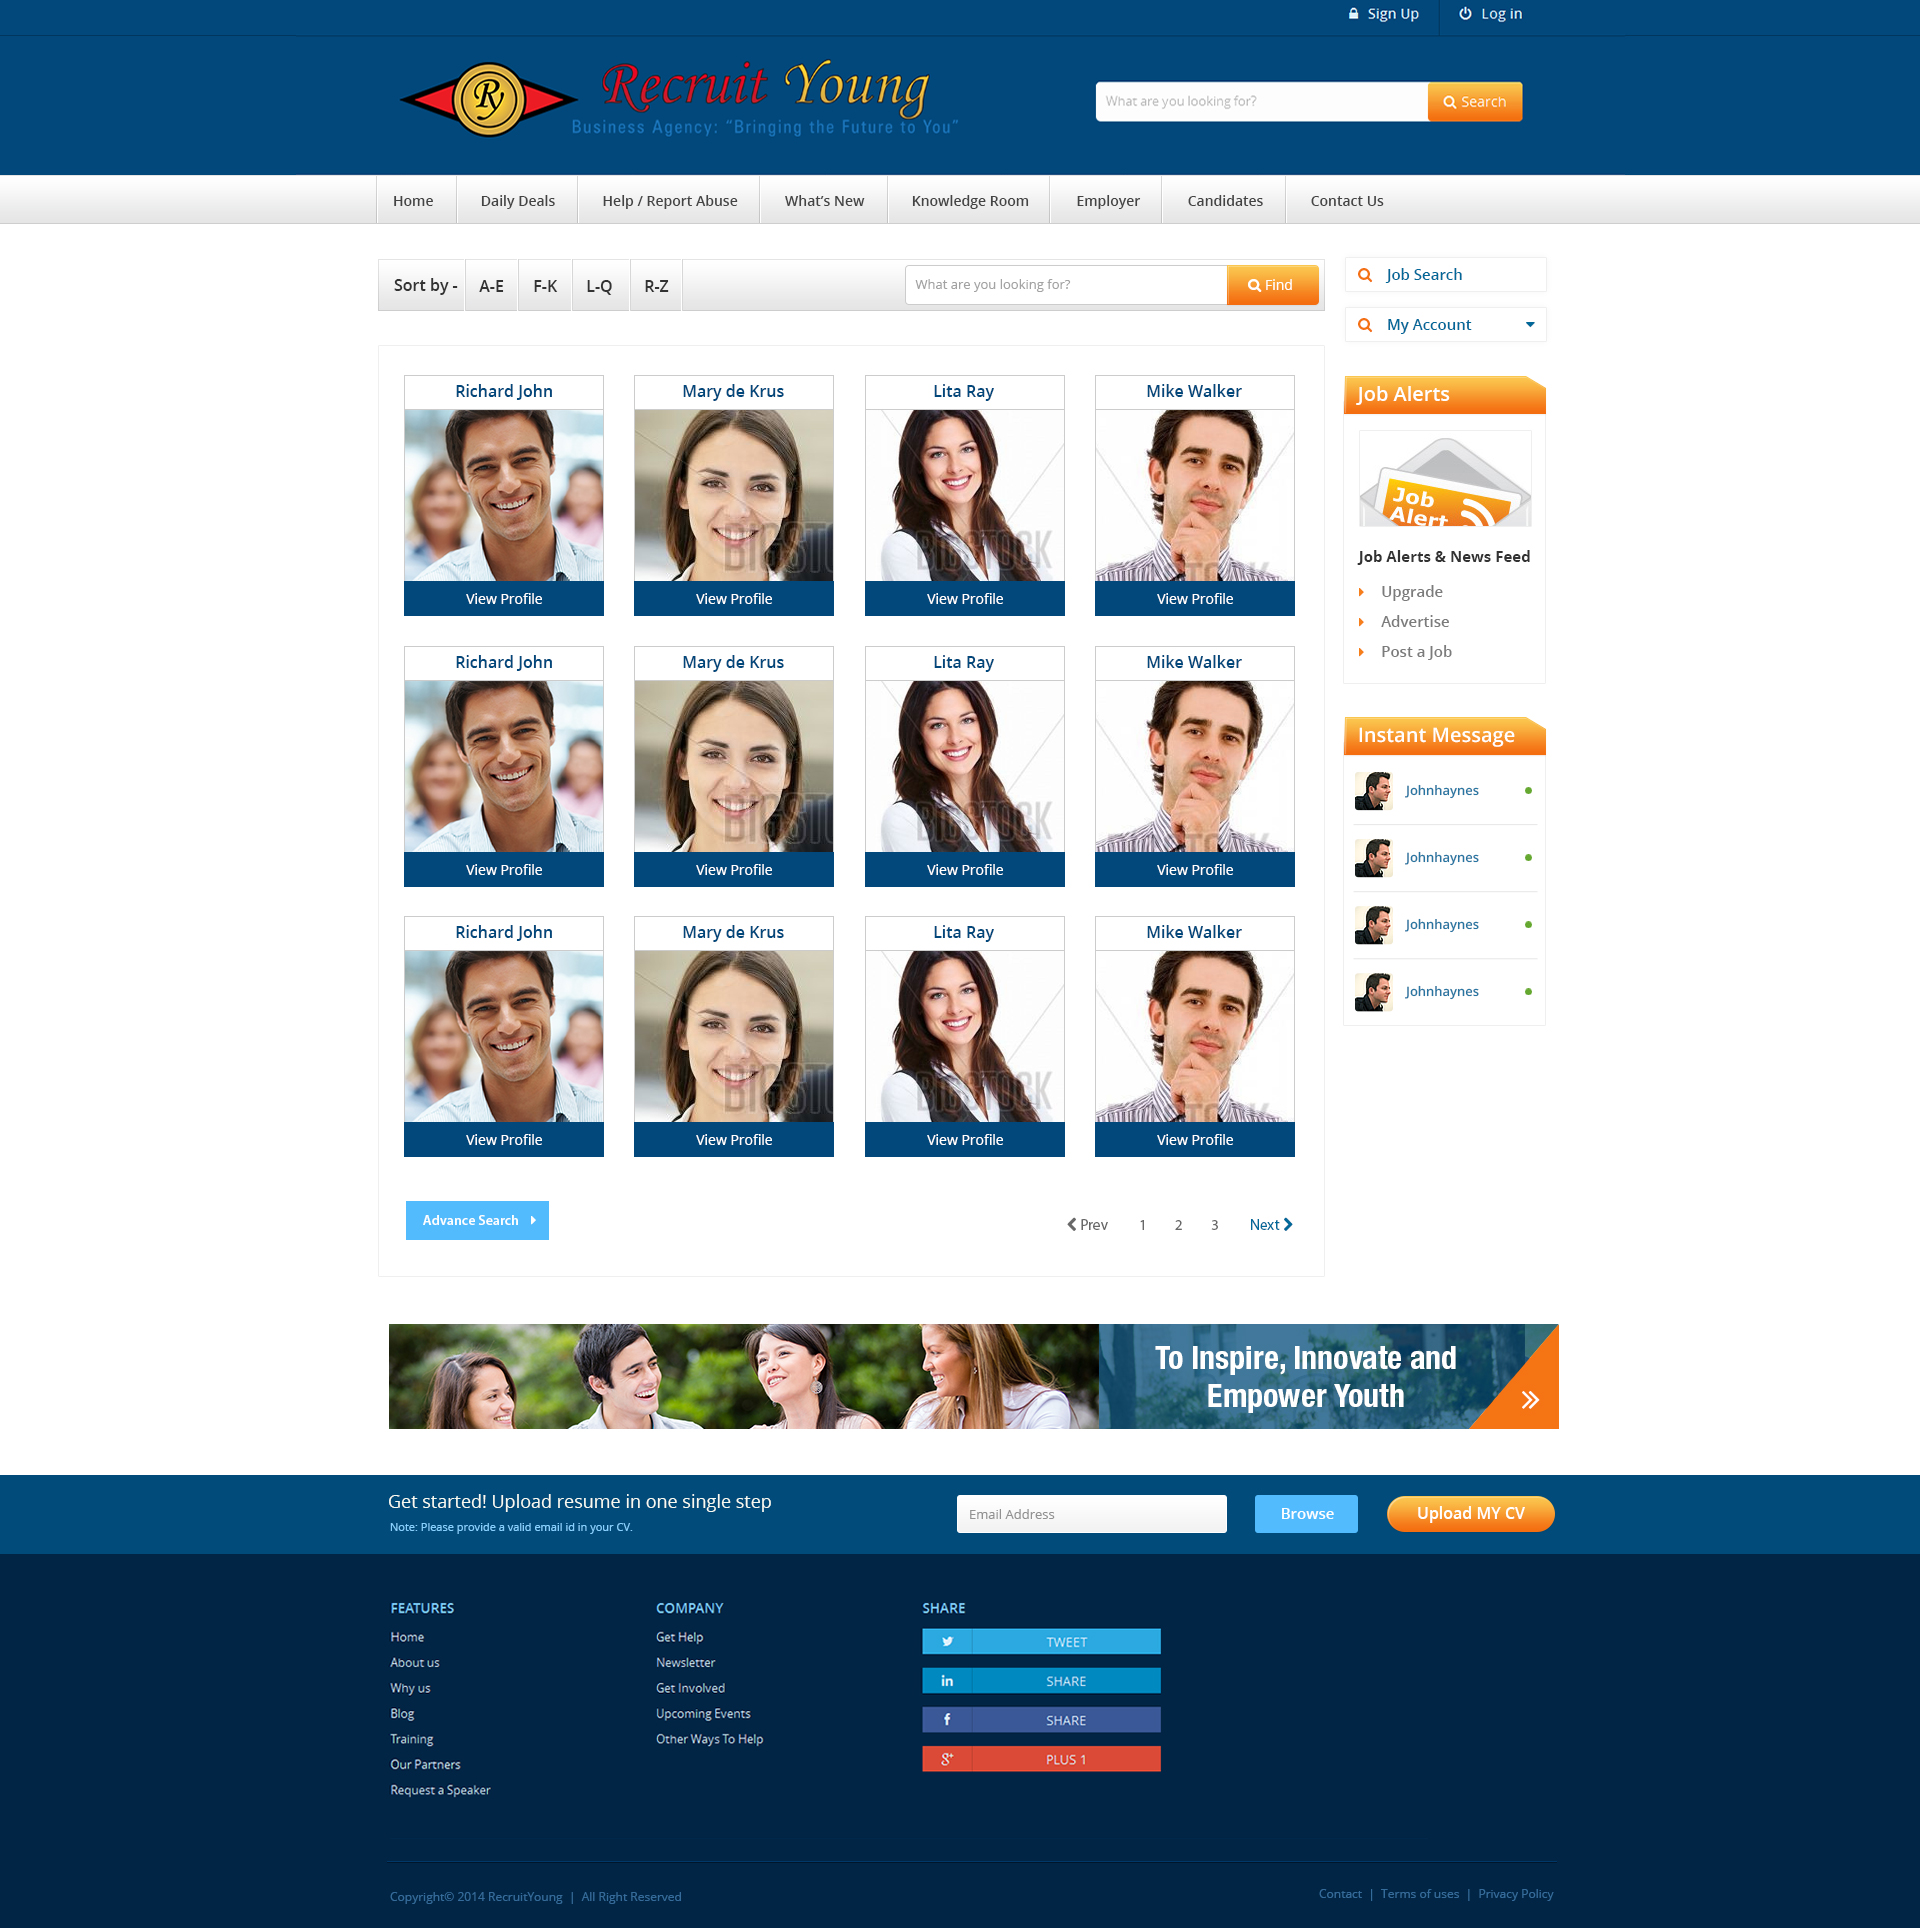 Sign Up
Log in
Ry Recruit Young
Business Agency: “Bringing the Future to You”
What are you looking for?
Search
Home
Daily Deals
Help / Report Abuse
What’s New
Knowledge Room
Employer
Candidates
Contact Us
Sort by -
A-E
F-K
L-Q
R-Z
What are you looking for?
Find
Job Search
My Account
Richard John
Mary de Krus
Lita Ray
Mike Walker
BIGSTO
BIGSTOCK
View Profile
View Profile
View Profile
View Profile
Richard John
Mary de Krus
Lita Ray
Mike Walker
BIGSTO
BIGSTOCK
View Profile
View Profile
View Profile
View Profile
Richard John
Mary de Krus
Lita Ray
Mike Walker
BIGSTO
BIGSTOCK
View Profile
View Profile
View Profile
View Profile
Advance Search
Prev
1
2
3
Next
Job Alerts
Job
Alert
Job Alerts & News Feed
Upgrade
Advertise
Post a Job
Instant Message
Johnhaynes
Johnhaynes
Johnhaynes
Johnhaynes
To Inspire, Innovate and
Empower Youth
Get started! Upload resume in one single step
Note: Please provide a valid email id in your CV.
Email Address
Browse
Upload MY CV
FEATURES
Home
About us
Why us
Blog
Training
Our Partners
Request a Speaker
COMPANY
Get Help
Newsletter
Get Involved
Upcoming Events
Other Ways To Help
SHARE
TWEET
in SHARE
f SHARE
g+ PLUS 1
Copyright© 2014 RecruitYoung | All Right Reserved
Contact | Terms of uses | Privacy Policy